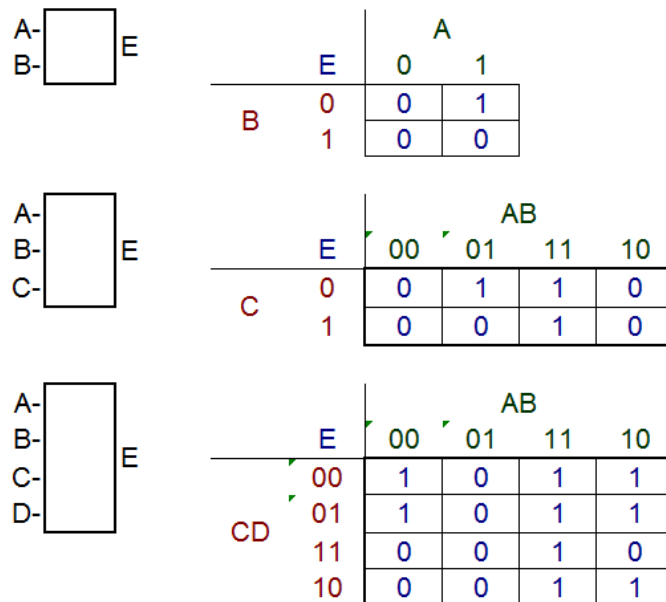 A-
B-
E
A
E 0 1
B
0 0 1
1 0 0
A-
B-
C-
E
AB
E 00 01 11 10
C
0 0 1 1 0
1 0 0 1 0
A-
B-
C-
D-
E
AB
E 00 01 11 10
CD
00 1 0 1 1
01 1 0 1 1
11 0 0 1 0
10 0 0 1 1